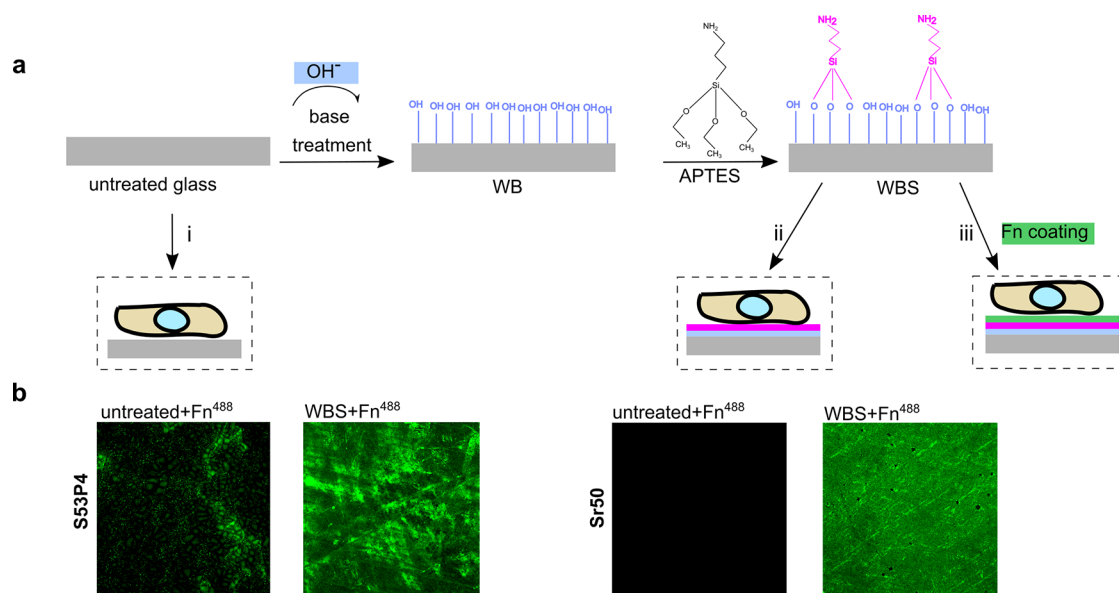 a
OH⁻
base
treatment
untreated glass
OH OH OH OH OH OH OH OH OH OH OH OH
WB
NH₂
Si
O O O
CH₃ CH₃ CH₃
APTES
NH₂ NH₂
Si Si
OH O O O OH OH OH O O O OH OH
WBS
i
ii
iii
Fn coating
b
untreated+Fn⁴⁸⁸
WBS+Fn⁴⁸⁸
untreated+Fn⁴⁸⁸
WBS+Fn⁴⁸⁸
S53P4
Sr50